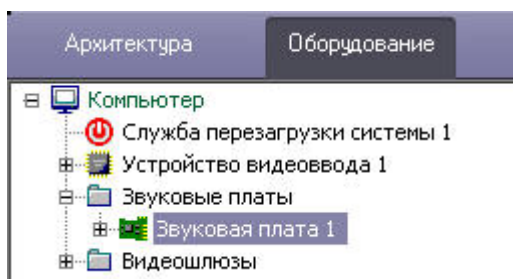 Архитектура Оборудование
Компьютер
Служба перезагрузки системы 1
Устройство видеоввода 1
Звуковые платы
Звуковая плата 1
Видеошлюзы